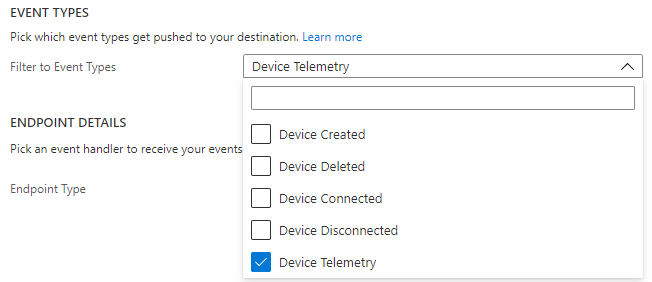 EVENT TYPES
Pick which event types get pushed to your destination. Learn more
Filter to Event Types
Device Telemetry
Device Created
ENDPOINT DETAILS
Pick an event handler to receive your events
Device Deleted
Endpoint Type
Device Connected
Device Disconnected
Device Telemetry